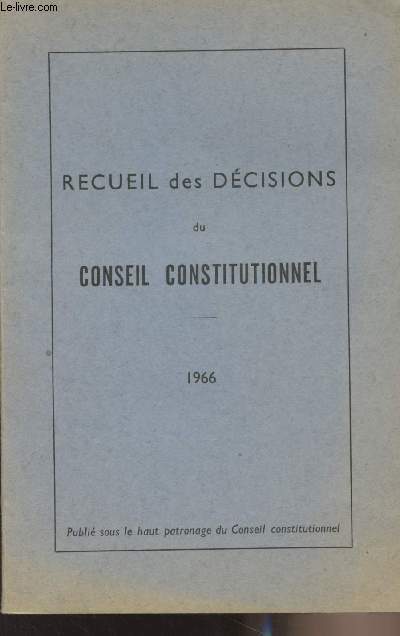 Le-livre.com
RECUEIL des DÉCISIONS
du
CONSEIL CONSTITUTIONNEL
1966
Publié sous le haut patronage du Conseil constitutionnel